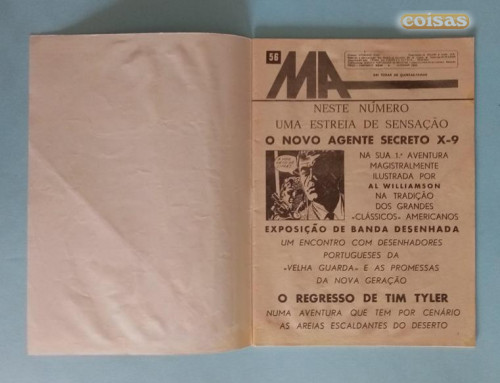 coisas
56
MA
NESTE NÚMERO
UMA ESTREIA DE SENSAÇÃO
O NOVO AGENTE SECRETO X-9
NA SUA 1.ª AVENTURA
MAGISTRALMENTE
ILUSTRADA POR
AL WILLIAMSON
NA TRADIÇÃO
DOS GRANDES
«CLÁSSICOS» AMERICANOS
EXPOSIÇÃO DE BANDA DESENHADA
UM ENCONTRO COM DESENHADORES
PORTUGUESES DA
«VELHA GUARDA» E AS PROMESSAS
DA NOVA GERAÇÃO
O REGRESSO DE TIM TYLER
NUMA AVENTURA QUE TEM POR CENÁRIO
AS AREIAS ESCALDANTES DO DESERTO